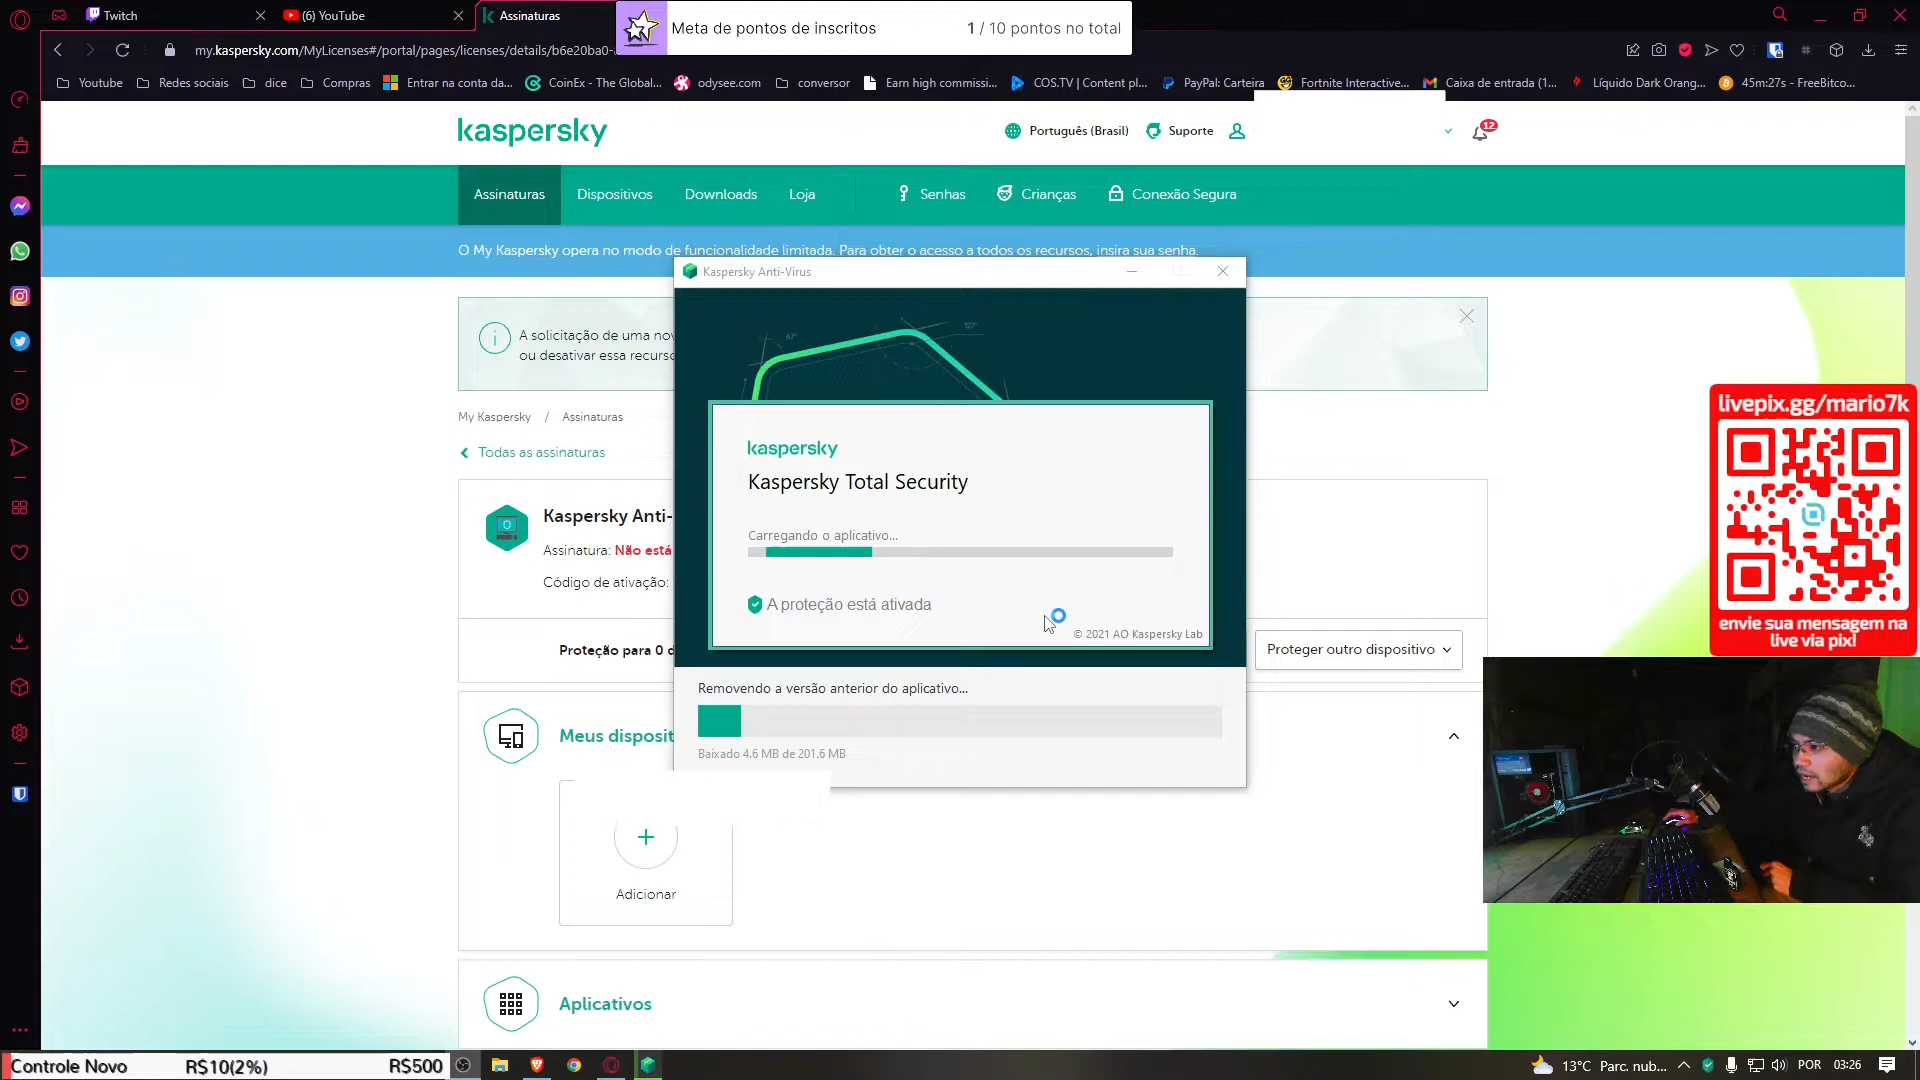 Twitch
(6) YouTube
Assinaturas
Meta de pontos de inscritos
1 / 10 pontos no total
my.kaspersky.com/MyLicenses#/portal/pages/licenses/details/b6e20ba0-
Youtube
Redes sociais
dice
Compras
Entrar na conta da...
CoinEx - The Global...
odysee.com
conversor
Earn high commissi...
COS.TV | Content pl...
PayPal: Carteira
Fortnite Interactive...
Caixa de entrada (1...
Líquido Dark Orang...
45m:27s - FreeBitco...
kaspersky
Português (Brasil)
Suporte
12
Assinaturas
Dispositivos
Downloads
Loja
Senhas
Crianças
Conexão Segura
O My Kaspersky opera no modo de funcionalidade limitada. Para obter o acesso a todos os recursos, insira sua senha.
Kaspersky Anti-Virus
A solicitação de uma nov
ou desativar essa recurso
67°
127°
My Kaspersky / Assinaturas
Todas as assinaturas
Kaspersky Anti-
Assinatura: Não está
Código de ativação:
Proteção para 0 d
Proteger outro dispositivo
kaspersky
Kaspersky Total Security
Carregando o aplicativo...
A proteção está ativada
© 2021 AO Kaspersky Lab
Removendo a versão anterior do aplicativo...
Baixado 4.6 MB de 201.6 MB
Meus disposit
Adicionar
Aplicativos
livepix.gg/mario7k
envie sua mensagem na
live via pix!
Controle Novo
R$10(2%)
R$500
13°C Parc. nub...
POR
03:26